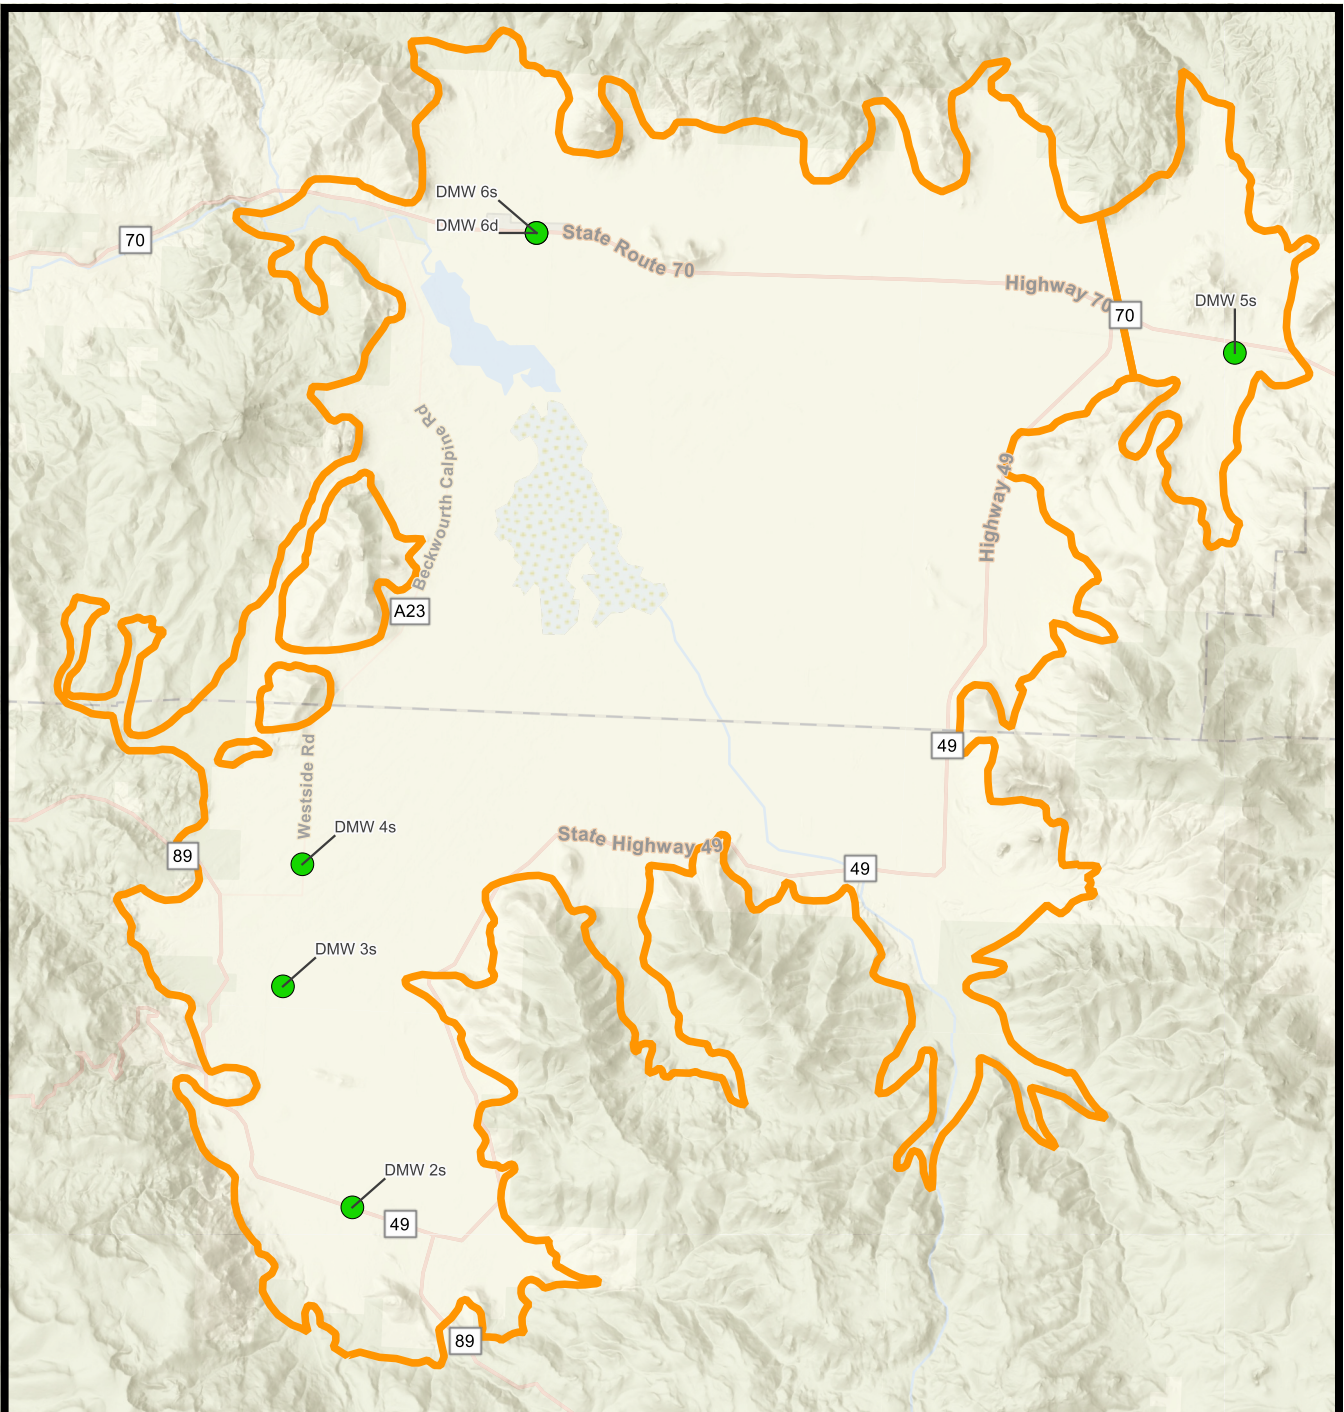 DMW 6s
DMW 6d
70
State Route 70
Highway 70
DMW 5s
70
Beckwourth Calpine Rd
Highway 49
A23
Westside Rd
49
DMW 4s
State Highway 49
89
49
DMW 3s
DMW 2s
49
89